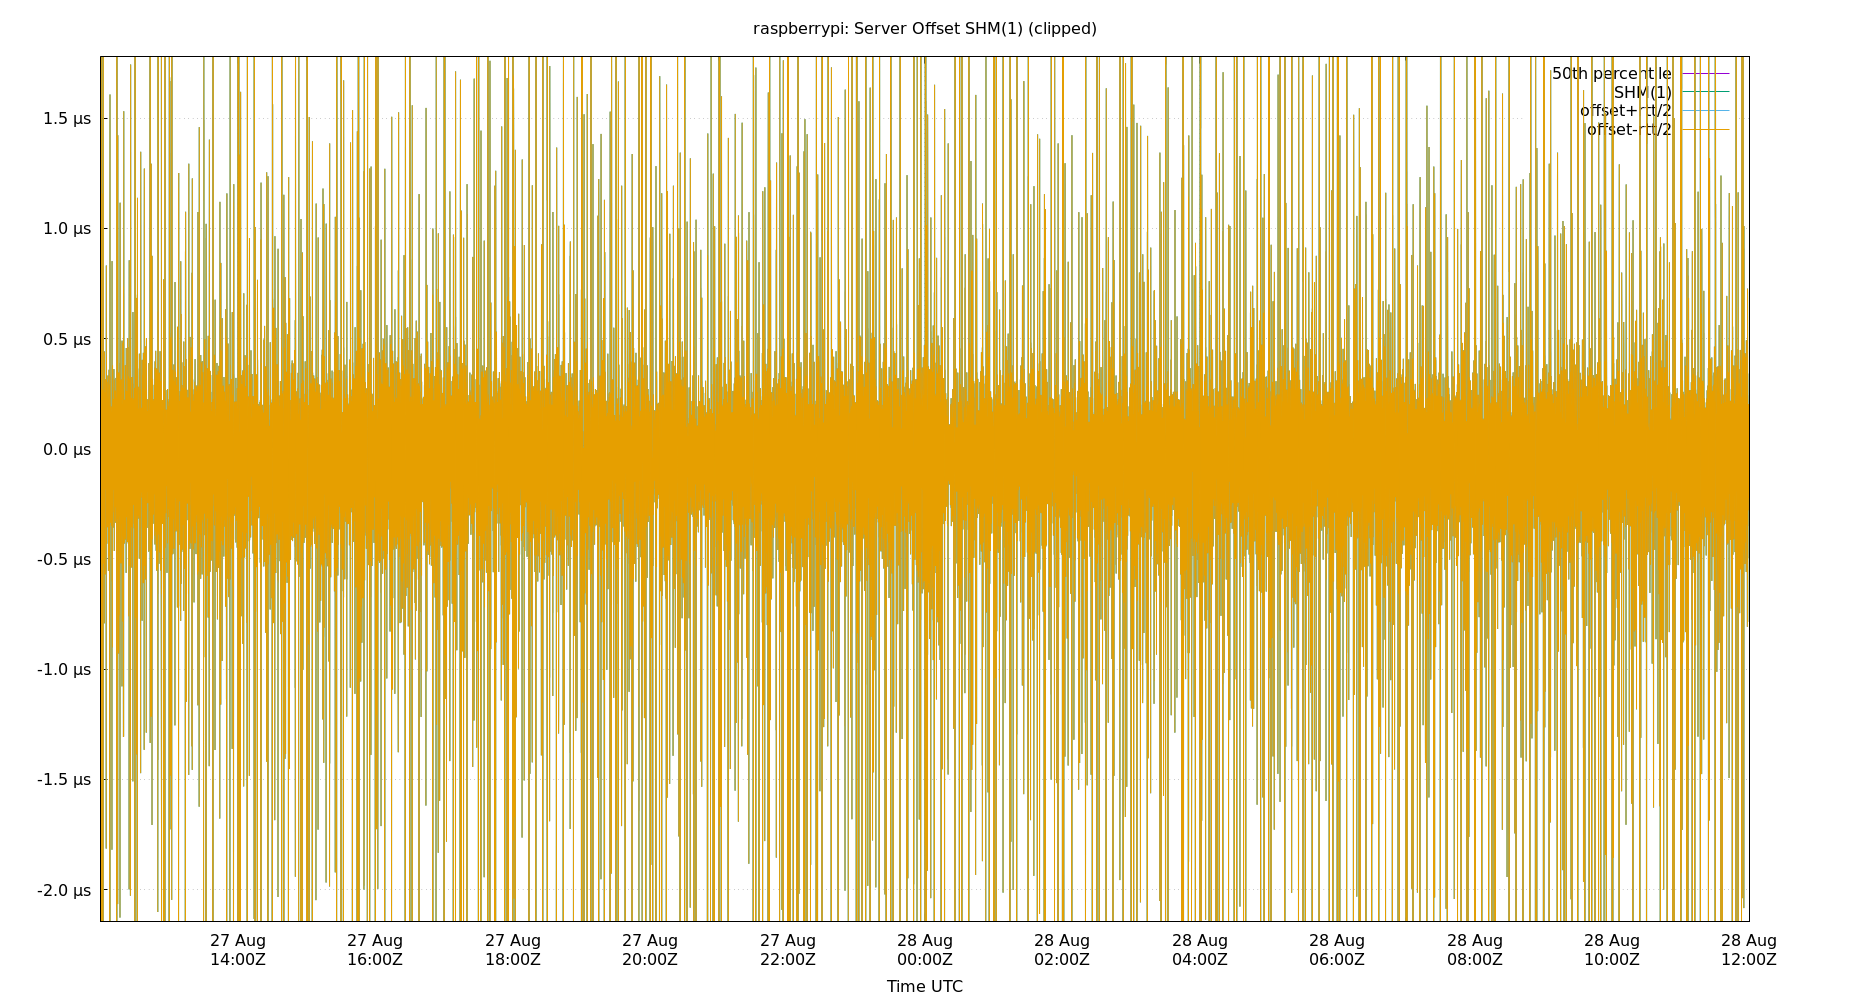 raspberrypi: Server Offset SHM(1) (clipped)
50th percentile
SHM(1)
offset+rtt/2
offset-rtt/2
1.5 µs
1.0 µs
0.5 µs
0.0 µs
-0.5 µs
-1.0 µs
-1.5 µs
-2.0 µs
27 Aug 27 Aug 27 Aug 27 Aug 27 Aug 28 Aug 28 Aug 28 Aug 28 Aug 28 Aug 28 Aug 28 Aug
14:00Z 16:00Z 18:00Z 20:00Z 22:00Z 00:00Z 02:00Z 04:00Z 06:00Z 08:00Z 10:00Z 12:00Z
Time UTC